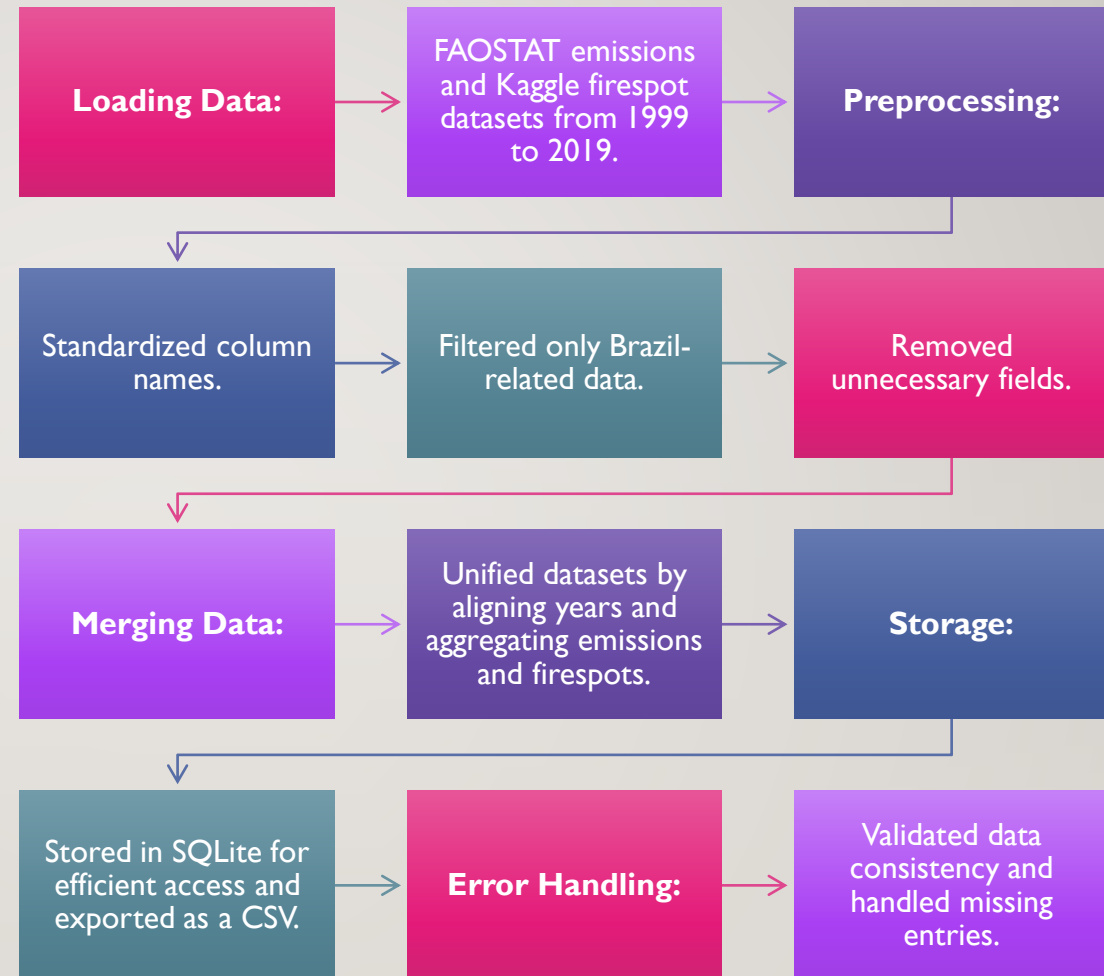 Loading Data:
FAOSTAT emissions
and Kaggle firespot
datasets from 1999
to 2019.
Preprocessing:
Standardized column
names.
Filtered only Brazil-
related data.
Removed
unnecessary fields.
Merging Data:
Unified datasets by
aligning years and
aggregating emissions
and firespots.
Storage:
Stored in SQLite for
efficient access and
exported as a CSV.
Error Handling:
Validated data
consistency and
handled missing
entries.